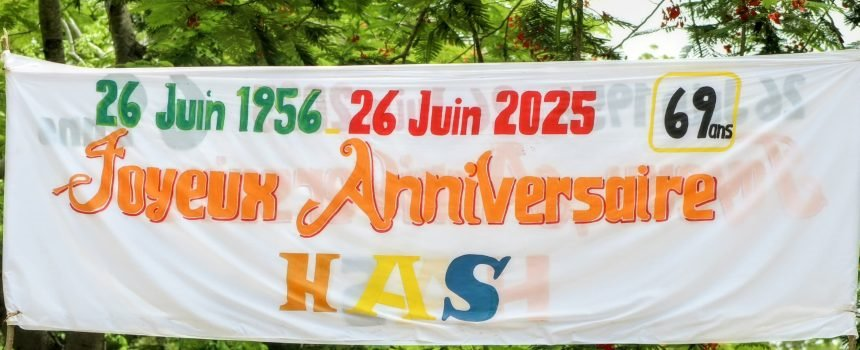 26 Juin 1956_26 Juin 2025 69 ans
Joyeux Anniversaire
HAS